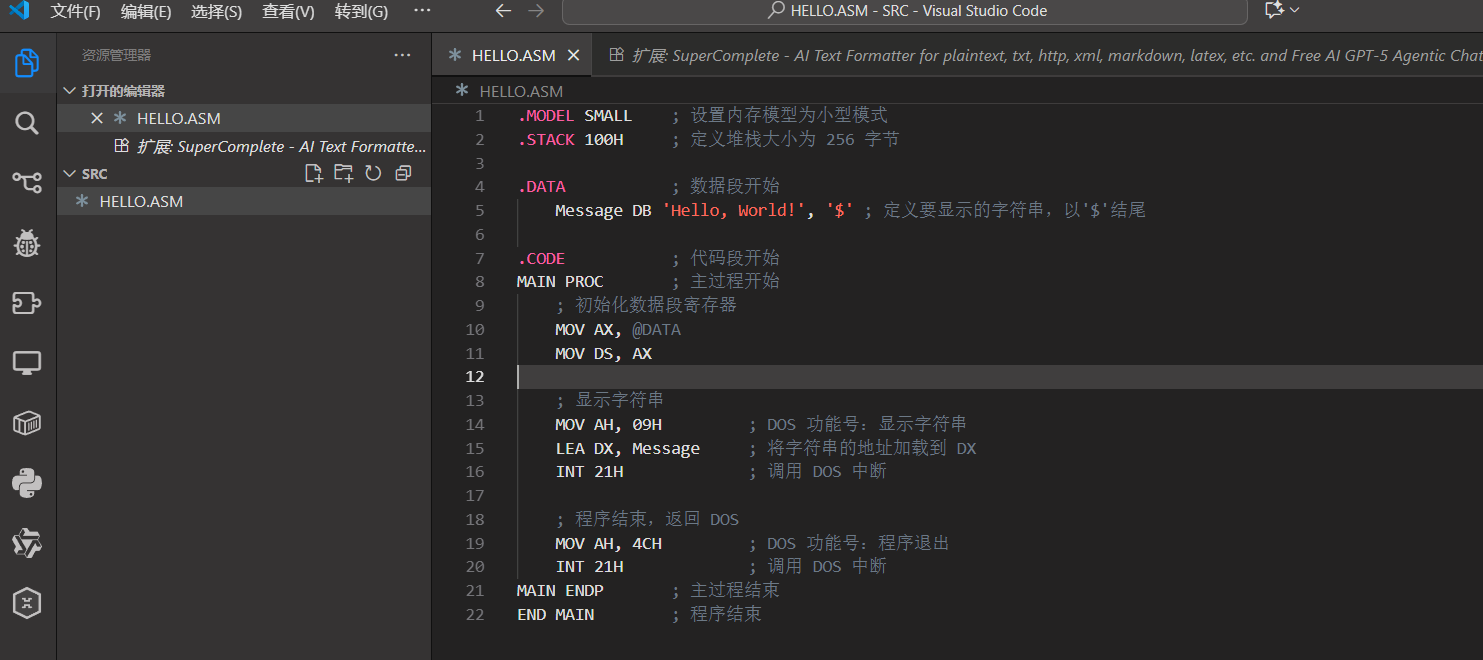 文件(F) 编辑(E) 选择(S) 查看(V) 转到(G) ··· HELLO.ASM - SRC - Visual Studio Code
资源管理器 ···
打开的编辑器
HELLO.ASM
扩展: SuperComplete - AI Text Formatte...
SRC
HELLO.ASM
HELLO.ASM 扩展: SuperComplete - AI Text Formatter for plaintext, txt, http, xml, markdown, latex, etc. and Free AI GPT-5 Agentic Chat
HELLO.ASM
1 .MODEL SMALL ; 设置内存模型为小型模式
2 .STACK 100H ; 定义堆栈大小为 256 字节
3
4 .DATA ; 数据段开始
5 Message DB 'Hello, World!', '$' ; 定义要显示的字符串，以'$'结尾
6
7 .CODE ; 代码段开始
8 MAIN PROC ; 主过程开始
9 ; 初始化数据段寄存器
10 MOV AX, @DATA
11 MOV DS, AX
12
13 ; 显示字符串
14 MOV AH, 09H ; DOS 功能号：显示字符串
15 LEA DX, Message ; 将字符串的地址加载到 DX
16 INT 21H ; 调用 DOS 中断
17
18 ; 程序结束，返回 DOS
19 MOV AH, 4CH ; DOS 功能号：程序退出
20 INT 21H ; 调用 DOS 中断
21 MAIN ENDP ; 主过程结束
22 END MAIN ; 程序结束